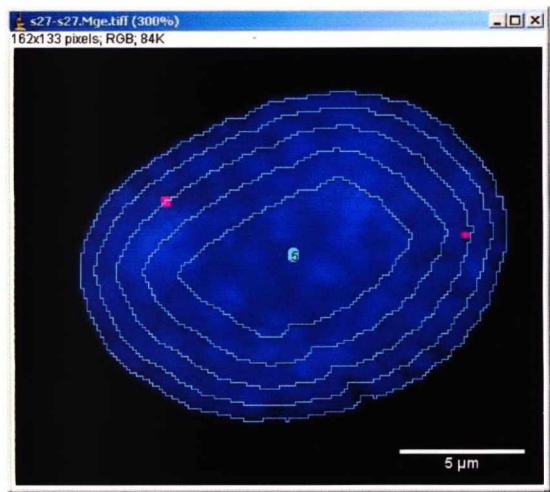 s27-s27.Mge.tiff (300%)
162x133 pixels; RGB; 84K
5 µm